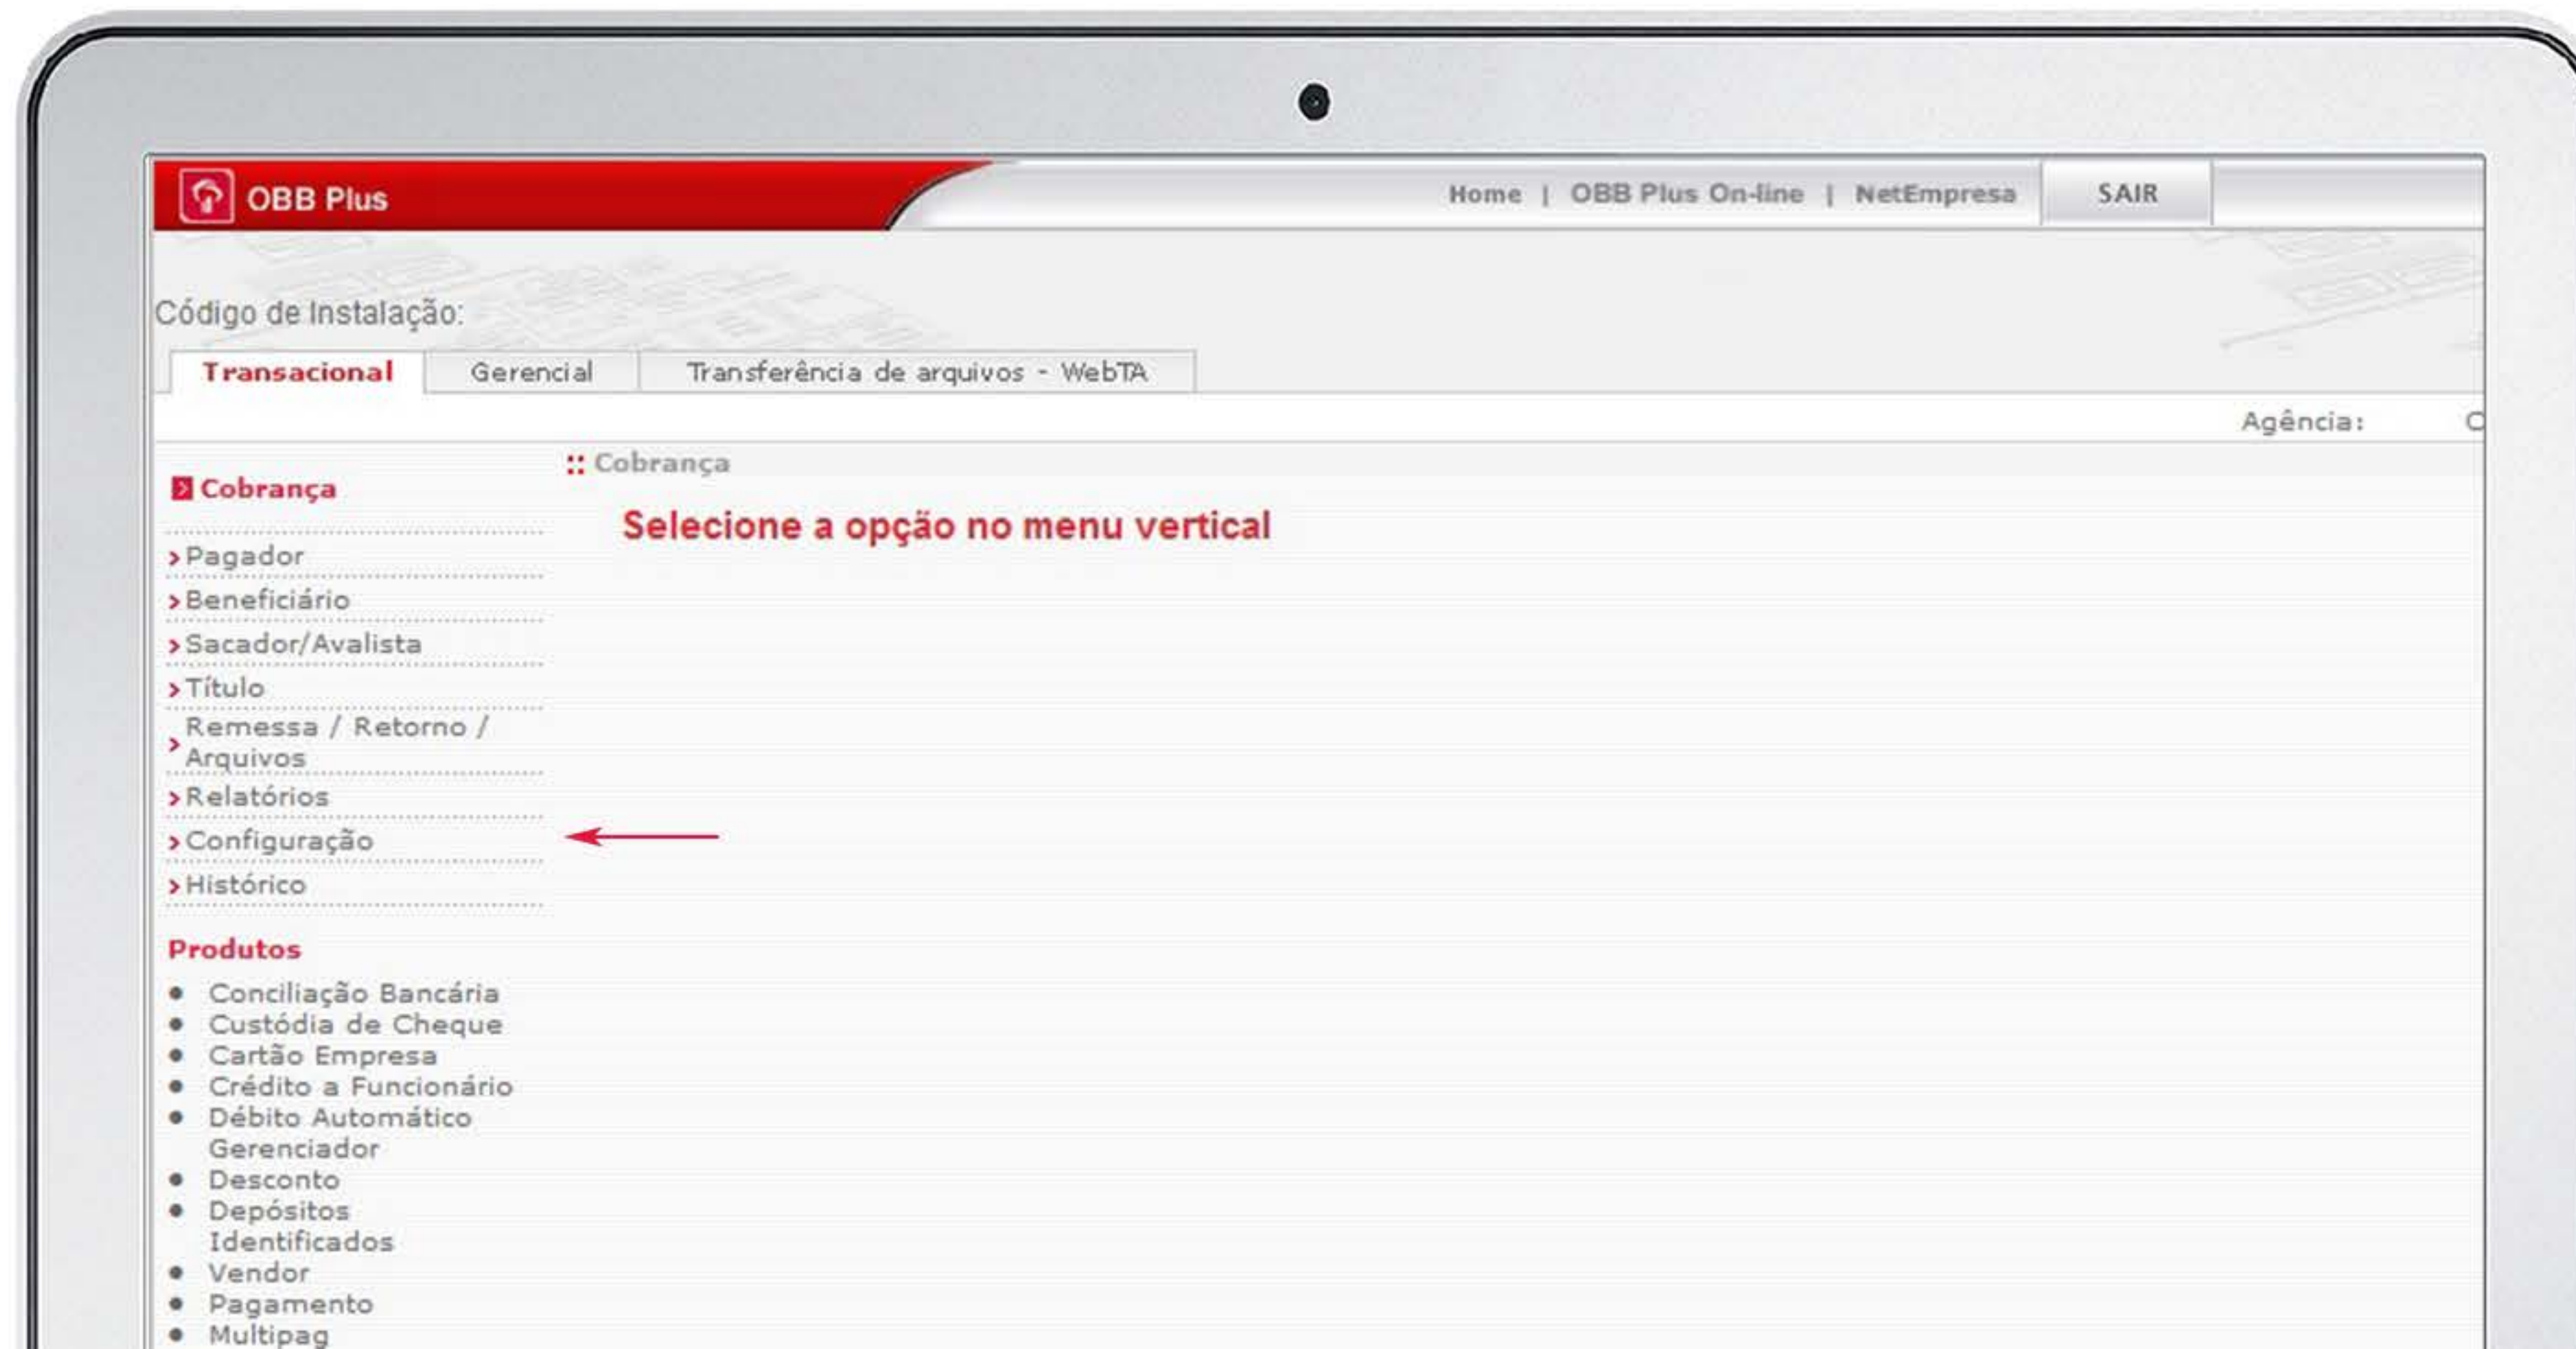 OBB Plus
Home | OBB Plus On-line | NetEmpresa
SAIR
Código de Instalação:
Transacional
Gerencial
Transferência de arquivos - WebTA
Agência:
Cobrança
:: Cobrança
Selecione a opção no menu vertical
Pagador
Beneficiário
Sacador/Avalista
Título
Remessa / Retorno /
Arquivos
Relatórios
Configuração
Histórico
Produtos
Conciliação Bancária
Custódia de Cheque
Cartão Empresa
Crédito a Funcionário
Débito Automático
Gerenciador
Desconto
Depósitos
Identificados
Vendor
Pagamento
Multipag